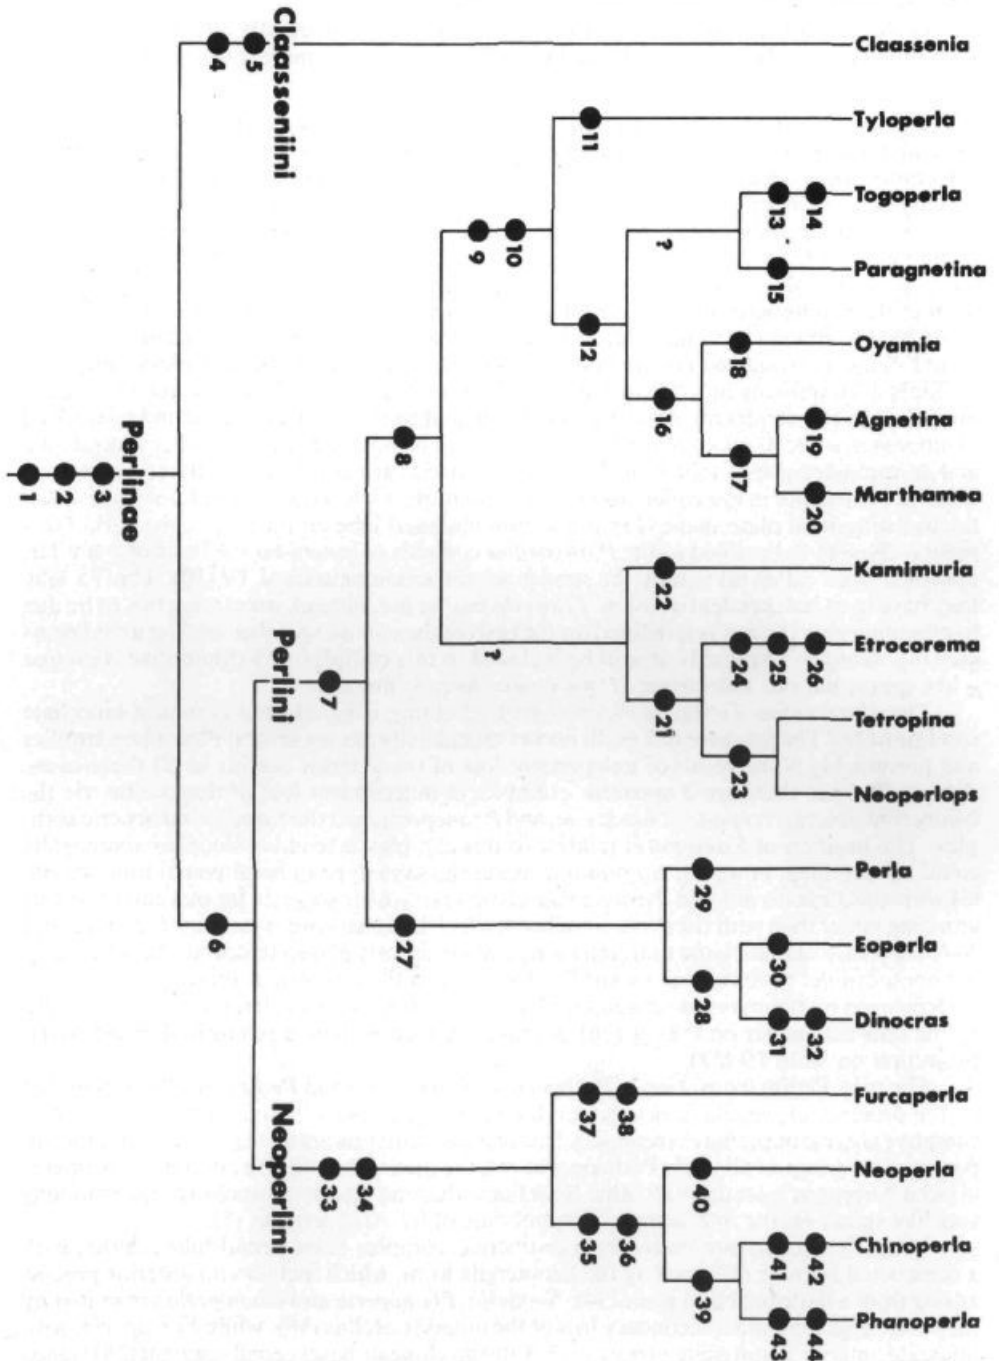 Claassenia
4 5
Claasseniini
Tyloperla
11
Togoperla
13 14
9 10
?
Paragnetina
15
12
Oyamia
18
16
Agnetina
19
8
17
Perlinae
1 2 3
Marthamea
20
Kamimuria
22
?
Etrocorema
24 25 26
Perlini
7
21
Tetropina
23
Neoperlops
Perla
29
6
27
Eoperla
30
28
Dinocras
31 32
Furcaperla
37 38
Neoperlini
33 34
Neoperla
40
35 36
Chinoperla
41 42
39
Phanoperla
43 44